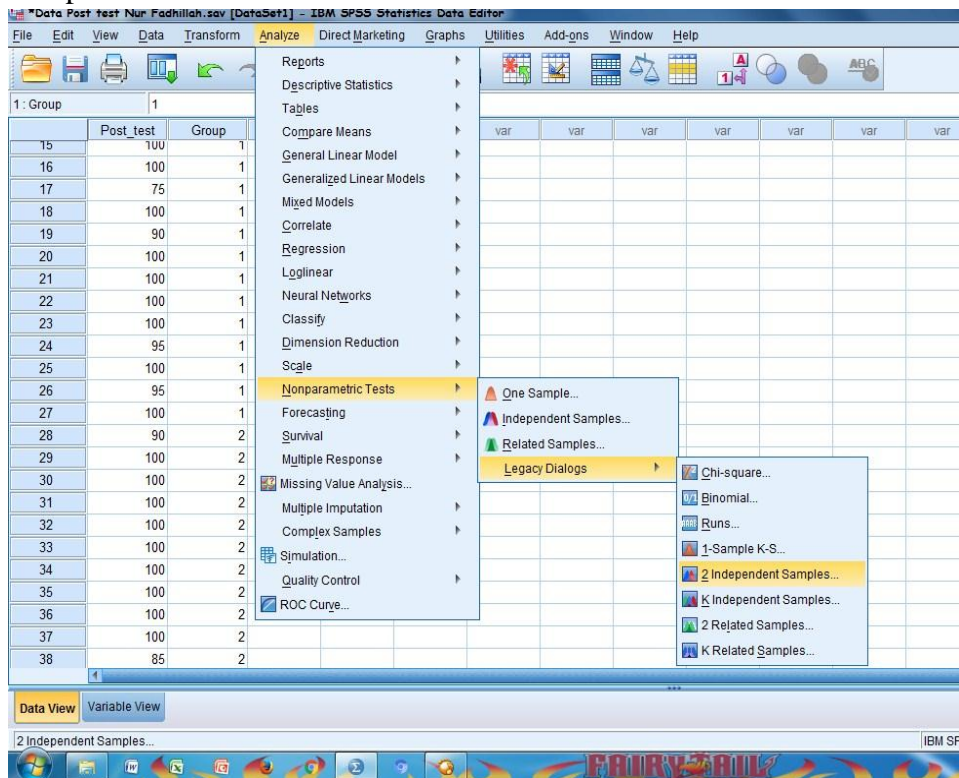 *Data Post test Nur Fadhillah.sav [DataSet1] - IBM SPSS Statistics Data Editor
File Edit View Data Transform Analyze Direct Marketing Graphs Utilities Add-ons Window Help
1 : Group 1
Post_test Group var var var var var var var
15 100 1
16 100 1
17 75 1
18 100 1
19 90 1
20 100 1
21 100 1
22 100 1
23 100 1
24 95 1
25 100 1
26 95 1
27 100 1
28 90 2
29 100 2
30 100 2
31 100 2
32 100 2
33 100 2
34 100 2
35 100 2
36 100 2
37 100 2
38 85 2
Reports
Descriptive Statistics
Tables
Compare Means
General Linear Model
Generalized Linear Models
Mixed Models
Correlate
Regression
Loglinear
Neural Networks
Classify
Dimension Reduction
Scale
Nonparametric Tests
Forecasting
Survival
Multiple Response
Missing Value Analysis...
Multiple Imputation
Complex Samples
Simulation...
Quality Control
ROC Curve...
One Sample...
Independent Samples...
Related Samples...
Legacy Dialogs
Chi-square...
Binomial...
Runs...
1-Sample K-S...
2 Independent Samples...
K Independent Samples...
2 Related Samples...
K Related Samples...
Data View Variable View
2 Independent Samples... IBM SP
FAIRY TAIL